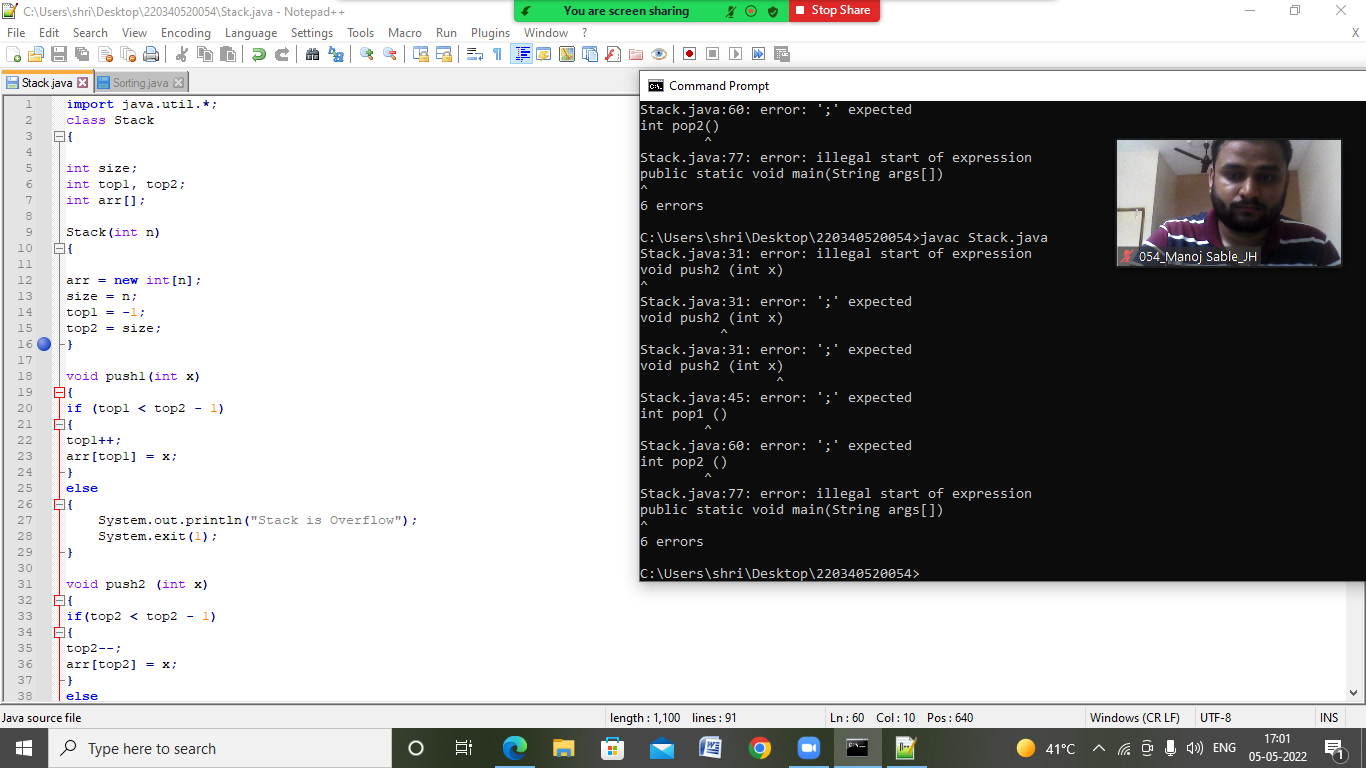 C:\Users\shri\Desktop\220340520054\Stack.java - Notepad++
You are screen sharing
Stop Share
File Edit Search View Encoding Language Settings Tools Macro Run Plugins Window ?
X
Stack.java
Sorting.java
1 import java.util.*;
2 class Stack
3 {
4
5 int size;
6 int top1, top2;
7 int arr[];
8
9 Stack(int n)
10 {
11
12 arr = new int[n];
13 size = n;
14 top1 = -1;
15 top2 = size;
16 }
17
18 void push1(int x)
19 {
20 if (top1 < top2 - 1)
21 {
22 top1++;
23 arr[top1] = x;
24 }
25 else
26 {
27 System.out.println("Stack is Overflow");
28 System.exit(1);
29 }
30
31 void push2 (int x)
32 {
33 if(top2 < top2 - 1)
34 {
35 top2--;
36 arr[top2] = x;
37 }
38 else
Command Prompt
Stack.java:60: error: ';' expected
int pop2()
^
Stack.java:77: error: illegal start of expression
public static void main(String args[])
^
6 errors
C:\Users\shri\Desktop\220340520054>javac Stack.java
Stack.java:31: error: illegal start of expression
void push2 (int x)
^
Stack.java:31: error: ';' expected
void push2 (int x)
^
Stack.java:31: error: ';' expected
void push2 (int x)
^
Stack.java:45: error: ';' expected
int pop1 ()
^
Stack.java:60: error: ';' expected
int pop2 ()
^
Stack.java:77: error: illegal start of expression
public static void main(String args[])
^
6 errors
C:\Users\shri\Desktop\220340520054>
054_Manoj Sable_JH
Java source file length : 1,100 lines : 91 Ln : 60 Col : 10 Pos : 640 Windows (CR LF) UTF-8 INS
Type here to search
41°C
ENG
17:01
05-05-2022
1